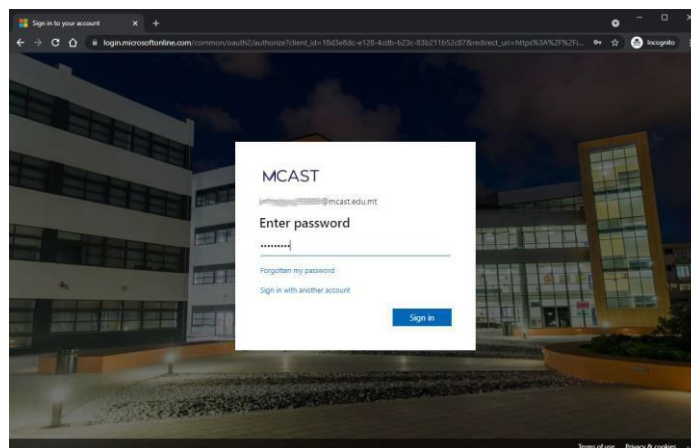 Sign in to your account
login.microsoftonline.com/common/oauth2/authorize?client_id=18d3e8dc-e128-4cdb-b23c-83b211b52c87&redirect_uri=https%3A%2F%2Fi...
Incognito
MCAST
@mcast.edu.mt
Enter password
Forgotten my password
Sign in with another account
Sign in
Terms of use Privacy & cookies